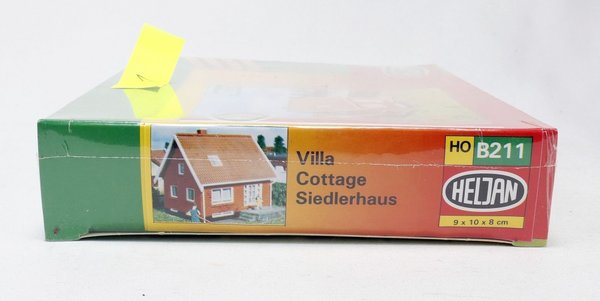 Villa
Cottage
Siedlerhaus
HO B211
HELJAN
9 x 10 x 8 cm